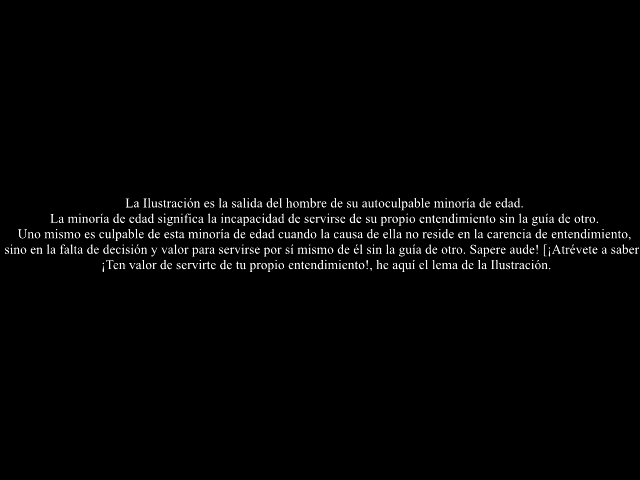 La Ilustración es la salida del hombre de su autoculpable minoría de edad.
La minoría de edad significa la incapacidad de servirse de su propio entendimiento sin la guía de otro.
Uno mismo es culpable de esta minoría de edad cuando la causa de ella no reside en la carencia de entendimiento,
sino en la falta de decisión y valor para servirse por sí mismo de él sin la guía de otro. Sapere aude! [¡Atrévete a saber
¡Ten valor de servirte de tu propio entendimiento!, he aquí el lema de la Ilustración.